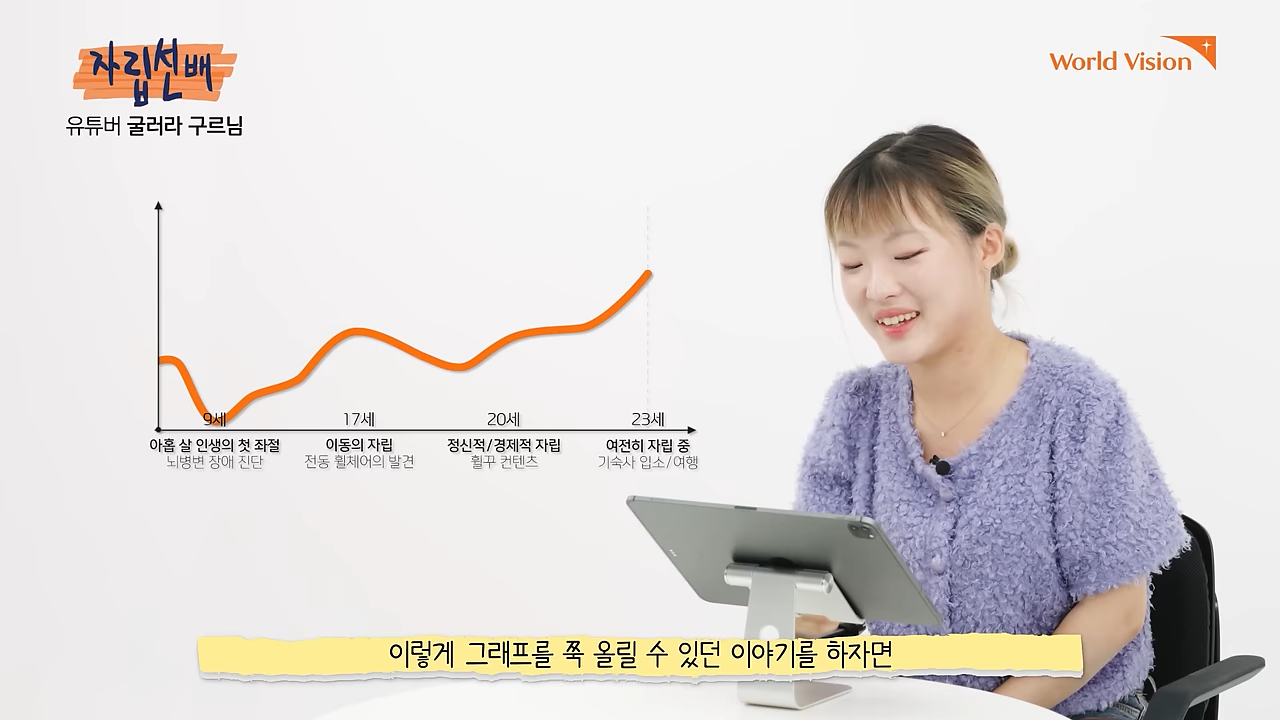 자립선배
유튜버 굴러라 구르님
World Vision
9세
17세
20세
23세
아홉 살 인생의 첫 좌절
이동의 자립
정신적/경제적 자립
여전히 자립 중
뇌병변 장애 진단
전동 휠체어의 발견
휠꾸 컨텐츠
기숙사 입소/여행
이렇게 그래프를 쭉 올릴 수 있던 이야기를 하자면